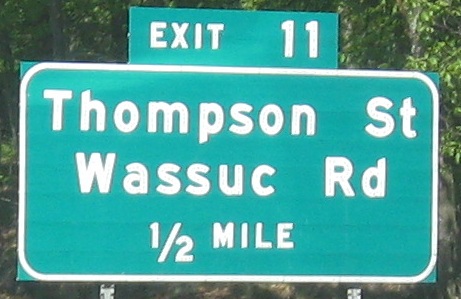 EXIT 11
Thompson St
Wassuc Rd
1/2 MILE